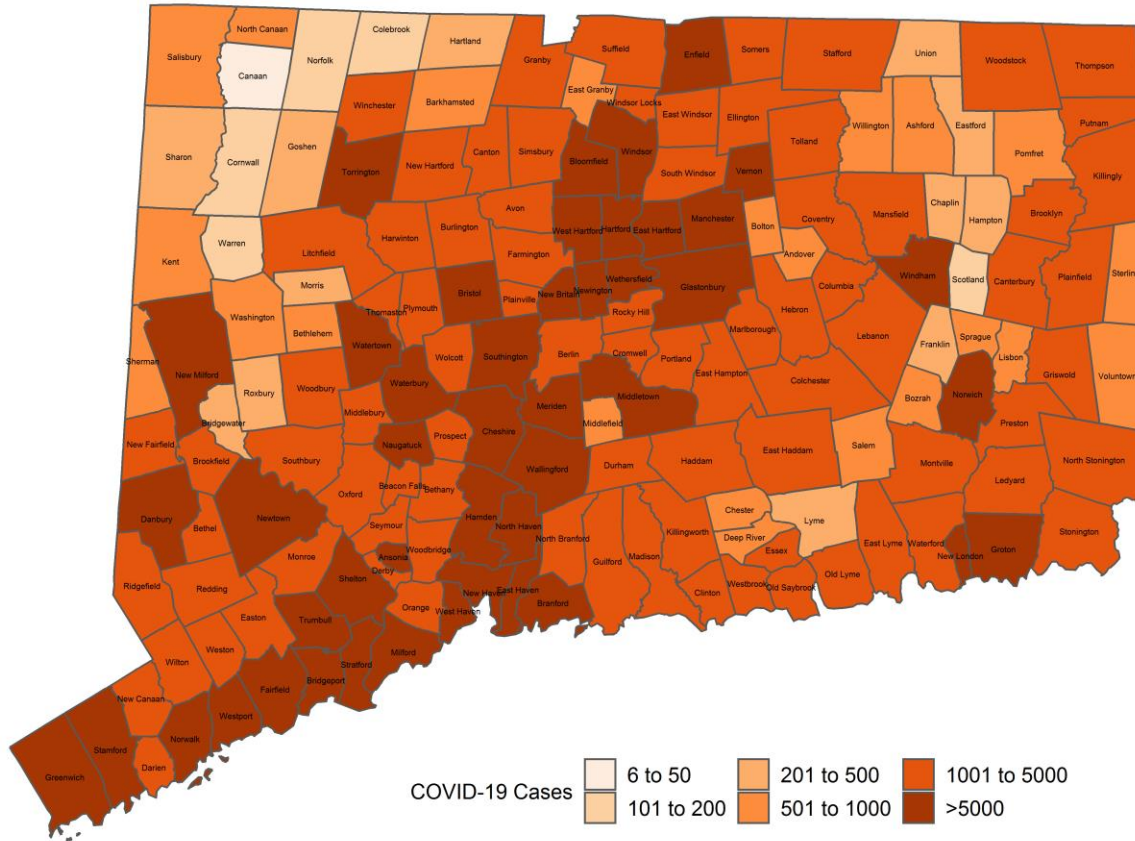 North Canaan
Colebrook
Hartland
Suffield
Enfield
Somers
Stafford
Union
Woodstock
Thompson
Salisbury
Norfolk
Canaan
Granby
East Granby
Windsor Locks
Winchester
Barkhamsted
East Windsor
Ellington
Willington
Ashford
Eastford
Putnam
Pomfret
Tolland
Killingly
Sharon
Cornwall
Goshen
Torrington
New Hartford
Canton
Simsbury
Bloomfield
Windsor
South Windsor
Vernon
Mansfield
Chaplin
Hampton
Brooklyn
Avon
Manchester
Bolton
Coventry
Kent
Warren
Litchfield
Harwinton
Burlington
West Hartford
Hartford
East Hartford
Farmington
Andover
Windham
Scotland
Canterbury
Plainfield
Sterlin
Morris
Bristol
Plainville
New Britain
Newington
Wethersfield
Glastonbury
Columbia
Hebron
Washington
Bethlehem
Thomaston
Plymouth
Rocky Hill
Marlborough
Lebanon
Franklin
Sprague
Lisbon
Griswold
Voluntown
Sherman
New Milford
Watertown
Wolcott
Southington
Berlin
Cromwell
Portland
East Hampton
Roxbury
Woodbury
Waterbury
Colchester
Bozrah
Norwich
Preston
Bridgewater
Middlebury
Meriden
Middletown
Middlefield
New Fairfield
Brookfield
Southbury
Naugatuck
Prospect
Cheshire
Wallingford
Durham
Haddam
East Haddam
Salem
Montville
North Stonington
Oxford
Beacon Falls
Bethany
Ledyard
Danbury
Bethel
Newtown
Seymour
Woodbridge
Hamden
North Haven
North Branford
Guilford
Madison
Killingworth
Chester
Deep River
Lyme
Essex
East Lyme
Waterford
New London
Groton
Stonington
Monroe
Ansonia
Derby
Ridgefield
Redding
Shelton
Orange
West Haven
New Haven
East Haven
Branford
Clinton
Westbrook
Old Saybrook
Old Lyme
Easton
Trumbull
Milford
Wilton
Weston
Stratford
Fairfield
Bridgeport
New Canaan
Westport
Norwalk
Stamford
Darien
Greenwich
COVID-19 Cases
6 to 50
101 to 200
201 to 500
501 to 1000
1001 to 5000
>5000